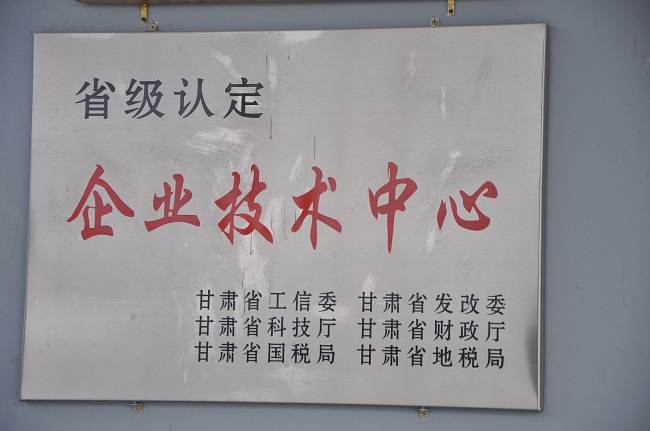 省级认定
企业技术中心
甘肃省工信委 甘肃省发改委
甘肃省科技厅 甘肃省财政厅
甘肃省国税局 甘肃省地税局